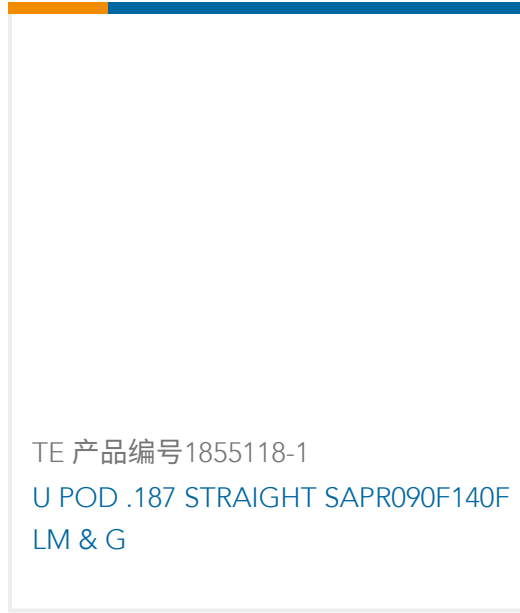 TE 产品编号1855118-1
U POD .187 STRAIGHT SAPR090F140F
LM & G